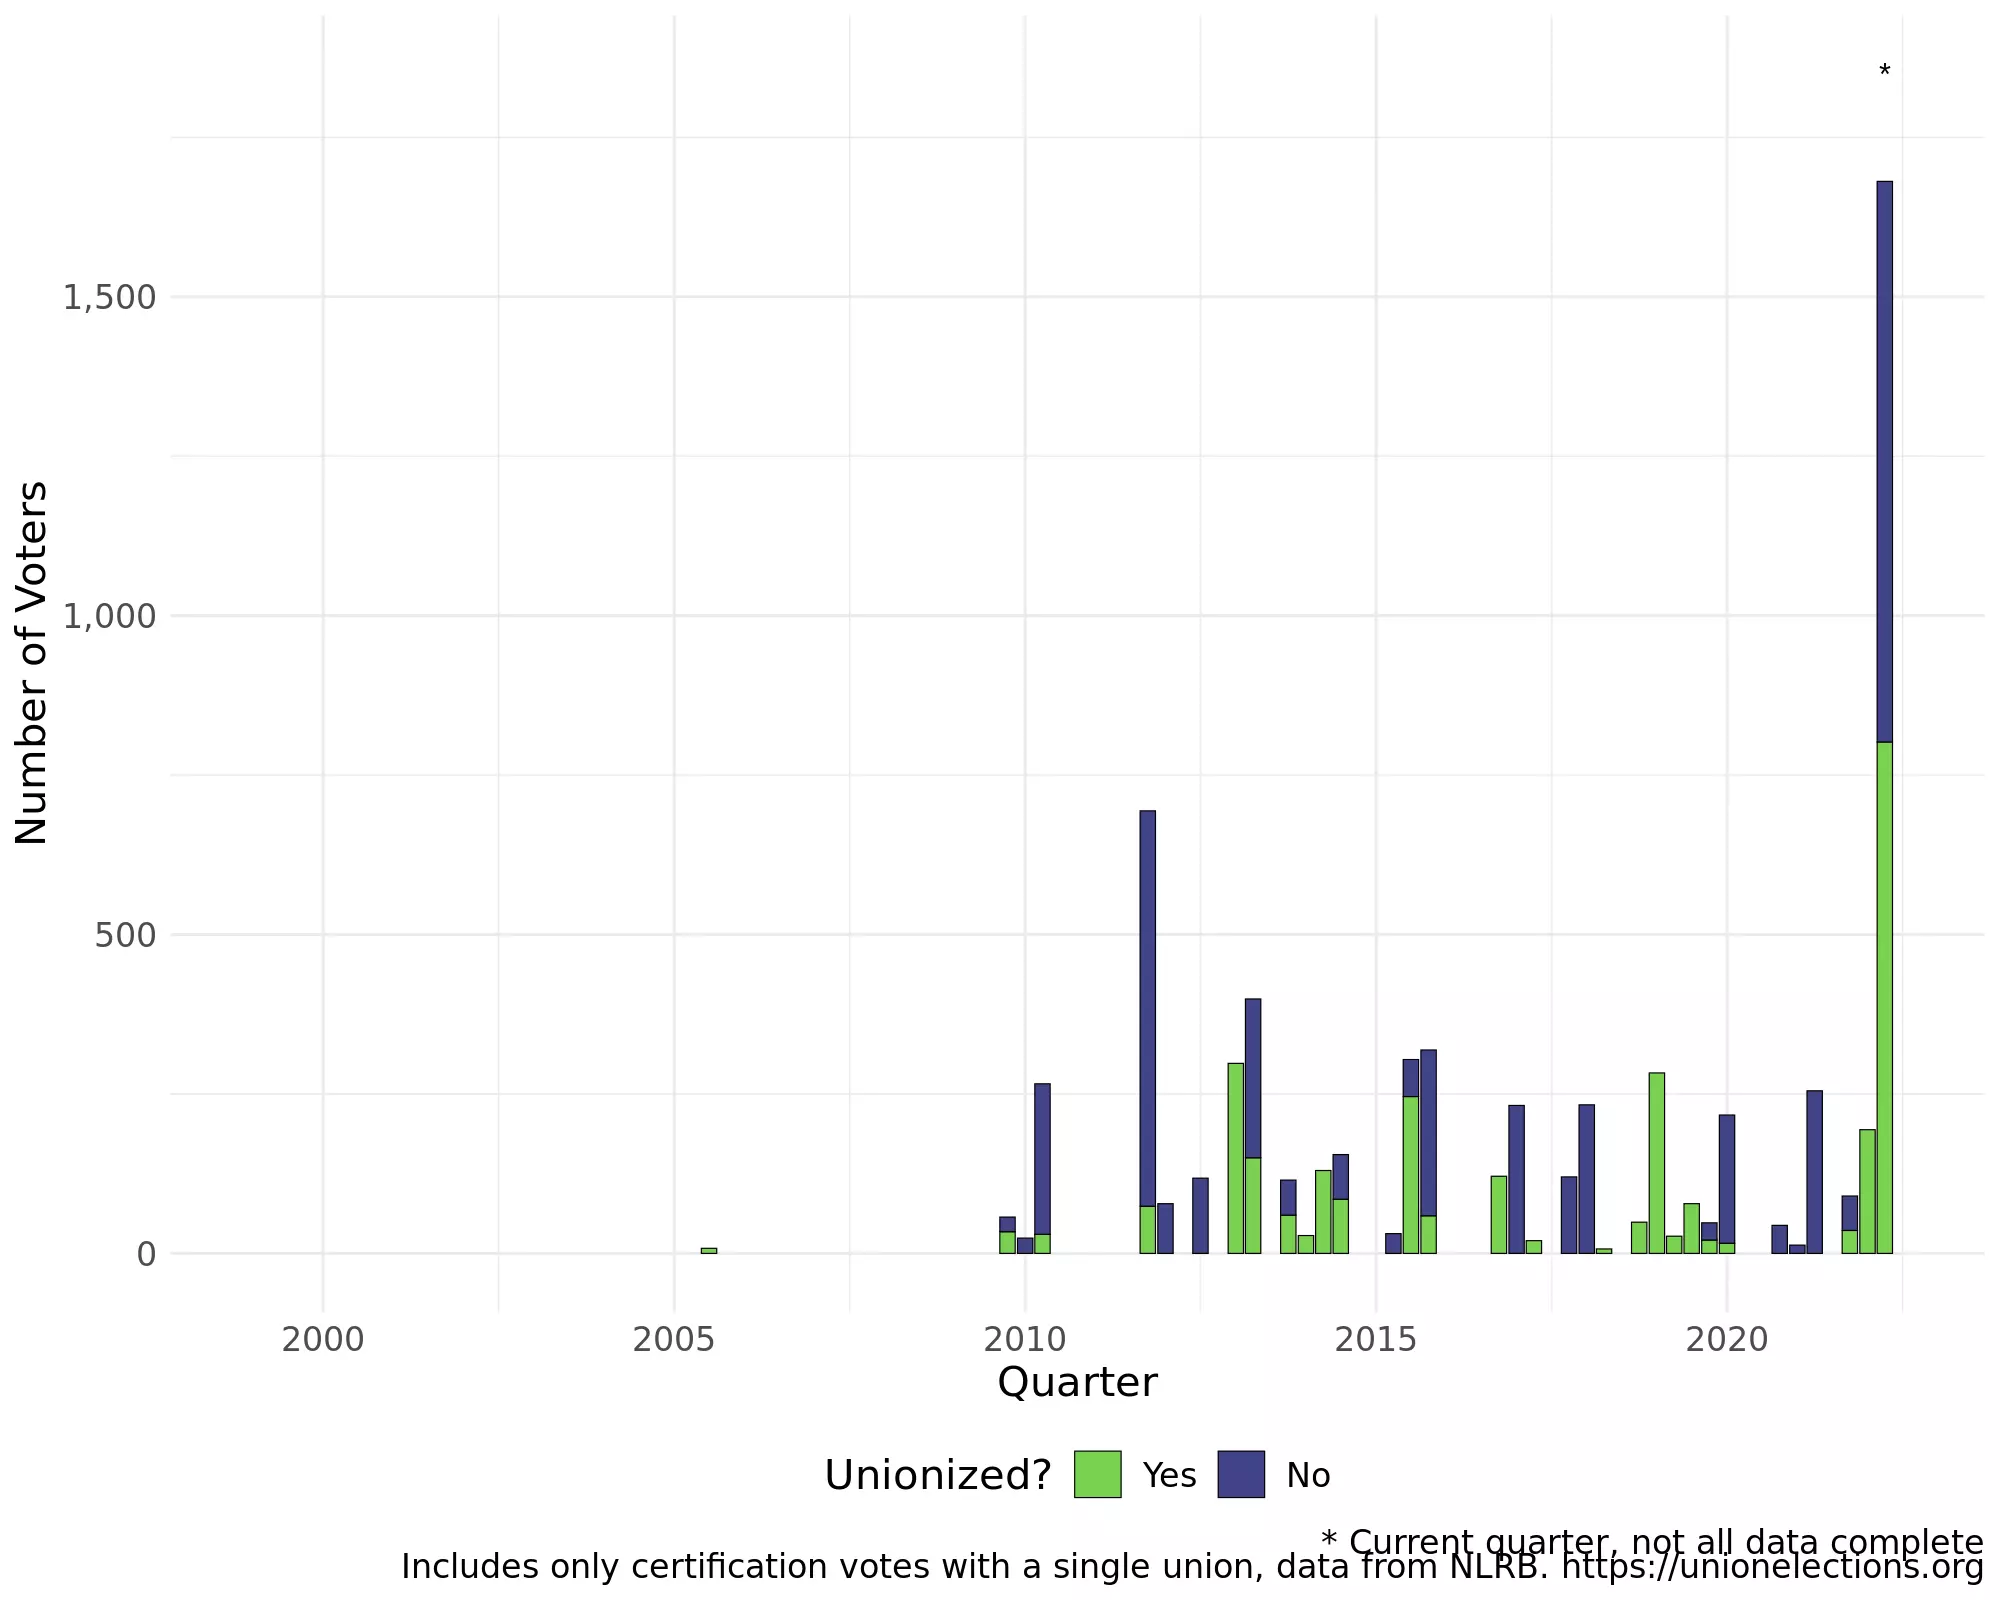 *
1,500
1,000
500
0
Number of Voters
2000 2005 2010 2015 2020
Quarter
Unionized? Yes No
* Current quarter, not all data complete
Includes only certification votes with a single union, data from NLRB. https://unionelections.org